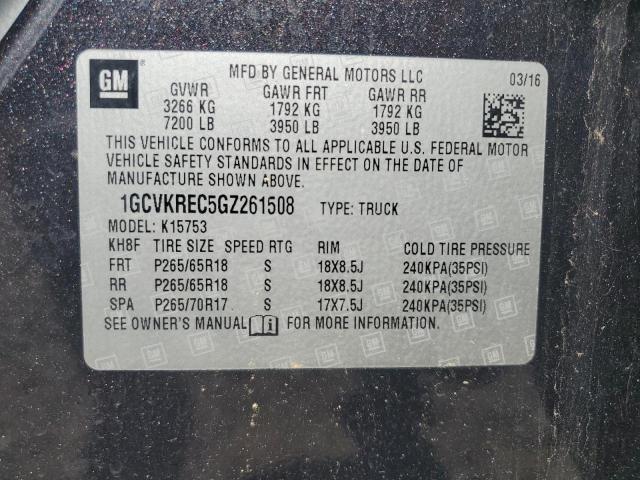 GM
MFD BY GENERAL MOTORS LLC 03/16
GVWR GAWR FRT GAWR RR
3266 KG 1792 KG 1792 KG
7200 LB 3950 LB 3950 LB
THIS VEHICLE CONFORMS TO ALL APPLICABLE U.S. FEDERAL MOTOR
VEHICLE SAFETY STANDARDS IN EFFECT ON THE DATE OF
MANUFACTURE SHOWN ABOVE.
1GCVKREC5GZ261508 TYPE: TRUCK
MODEL: K15753
KH8F TIRE SIZE SPEED RTG RIM COLD TIRE PRESSURE
FRT P265/65R18 S 18X8.5J 240KPA(35PSI)
RR P265/65R18 S 18X8.5J 240KPA(35PSI)
SPA P265/70R17 S 17X7.5J 240KPA(35PSI)
SEE OWNER'S MANUAL FOR MORE INFORMATION.